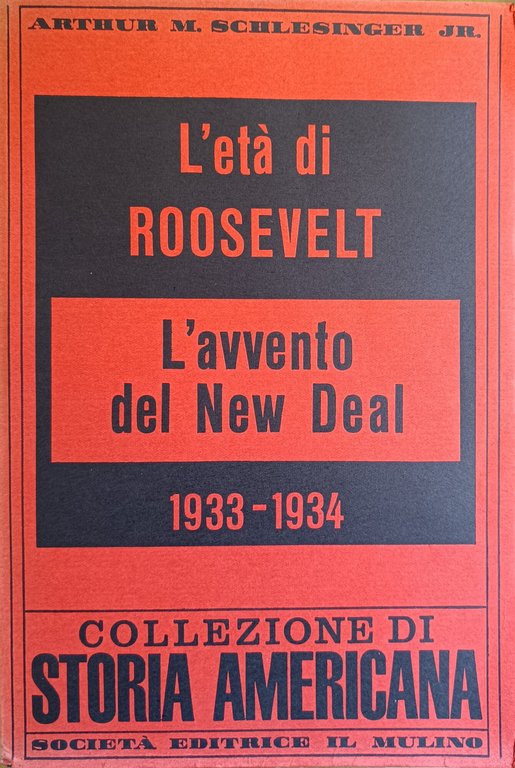 ARTHUR M. SCHLESINGER JR.
L'età di
ROOSEVELT
L'avvento
del New Deal
1933-1934
COLLEZIONE DI
STORIA AMERICANA
SOCIETÀ EDITRICE IL MULINO